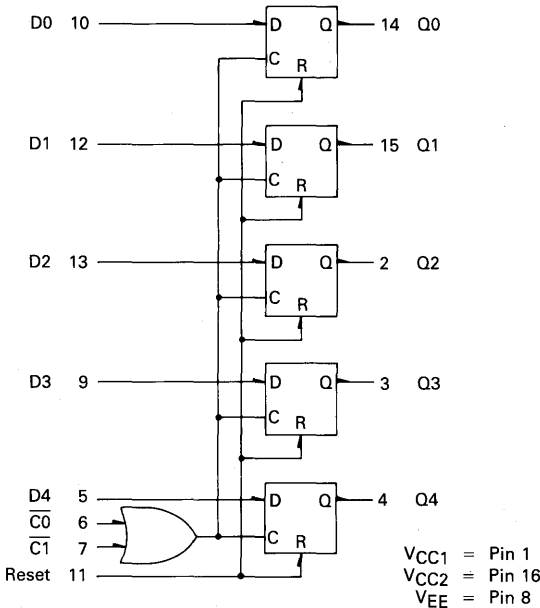 D0 10 D Q 14 Q0
C R
D1 12 D Q 15 Q1
C R
D2 13 D Q 2 Q2
C R
D3 9 D Q 3 Q3
C R
D4 5 D Q 4 Q4
C0̅ 6
C R
C1̅ 7
Reset 11
VCC1 = Pin 1
VCC2 = Pin 16
VEE = Pin 8